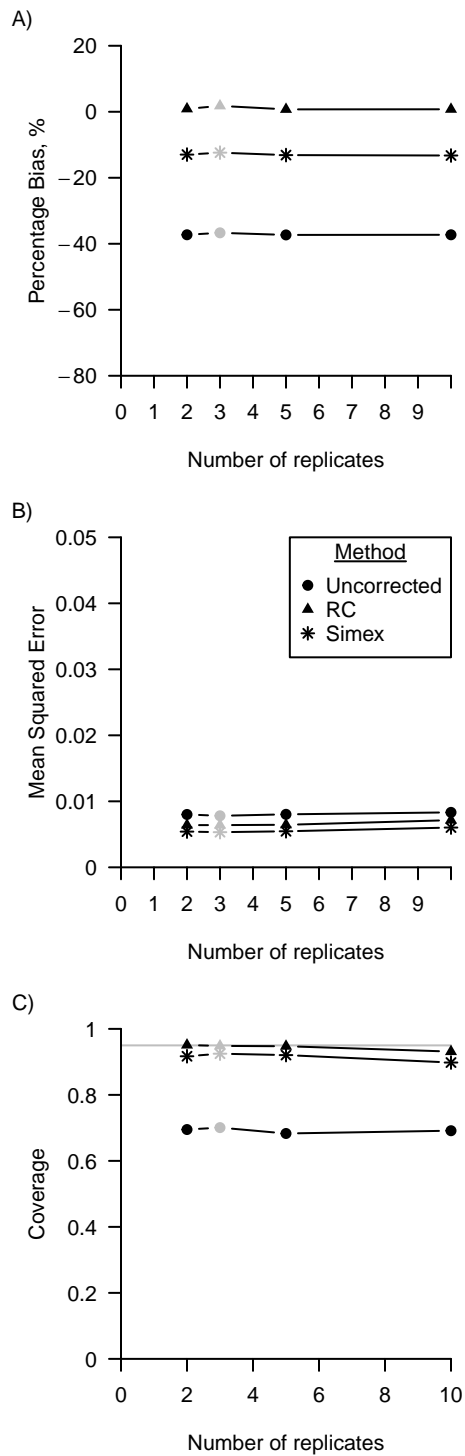 A)
Percentage Bias, %
20
0
−20
−40
−60
−80
0 1 2 3 4 5 6 7 8 9
Number of replicates
B)
Mean Squared Error
0.05
0.04
0.03
0.02
0.01
0
Method
Uncorrected
RC
Simex
0 1 2 3 4 5 6 7 8 9
Number of replicates
C)
Coverage
1
0.8
0.6
0.4
0.2
0
0 2 4 6 8 10
Number of replicates